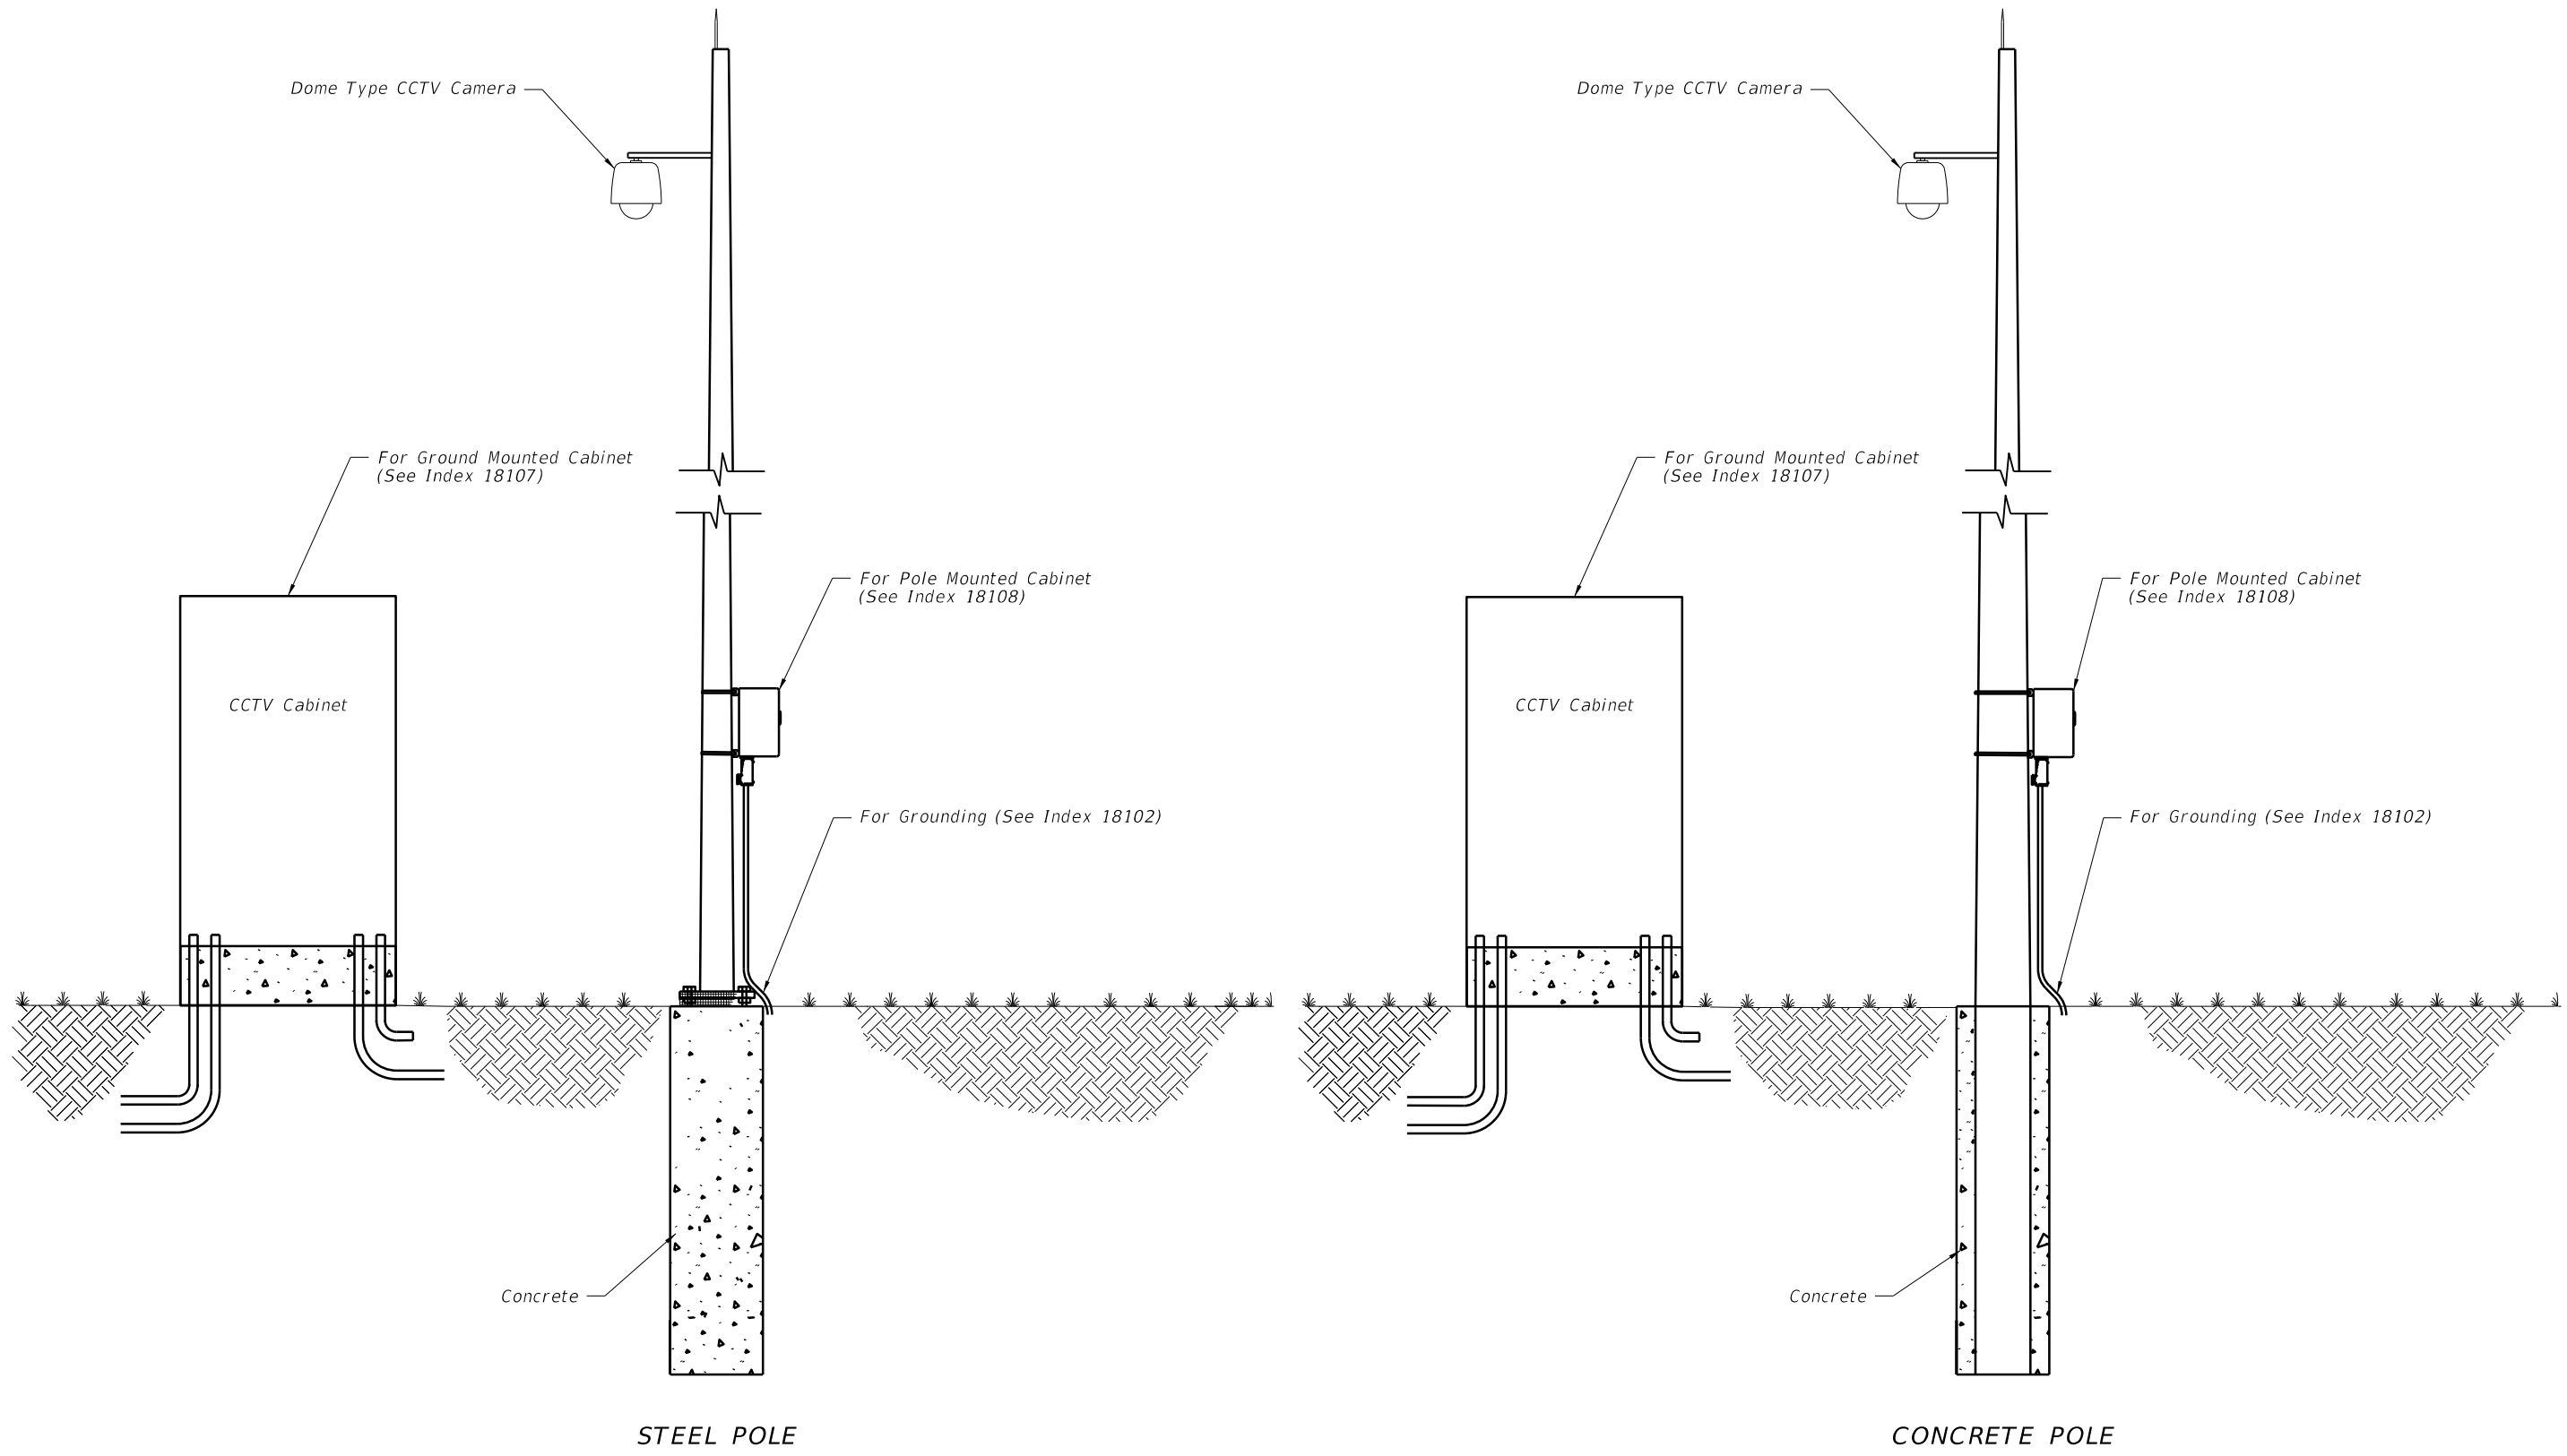 Dome Type CCTV Camera
For Ground Mounted Cabinet
(See Index 18107)
For Pole Mounted Cabinet
(See Index 18108)
CCTV Cabinet
For Grounding (See Index 18102)
Concrete
STEEL POLE
Dome Type CCTV Camera
For Ground Mounted Cabinet
(See Index 18107)
For Pole Mounted Cabinet
(See Index 18108)
CCTV Cabinet
For Grounding (See Index 18102)
Concrete
CONCRETE POLE